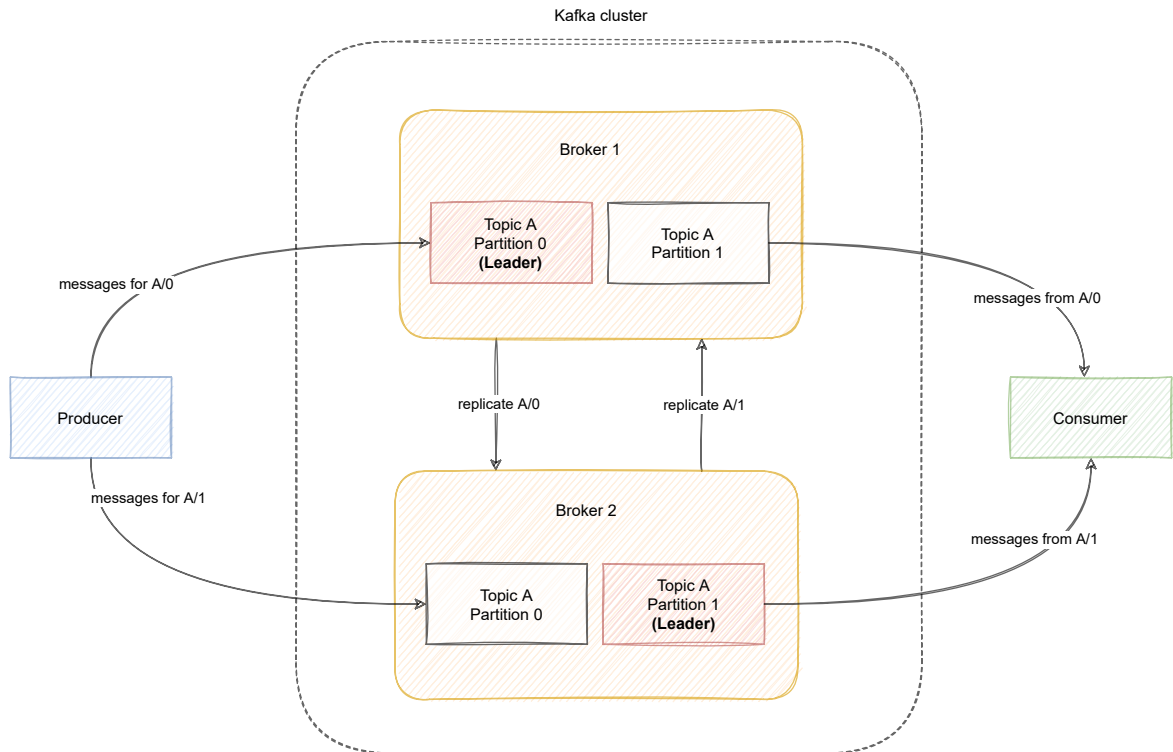 Kafka cluster
Broker 1
Topic A
Partition 0
(Leader)
Topic A
Partition 1
messages for A/0
messages from A/0
replicate A/0
replicate A/1
Producer
Consumer
messages for A/1
Broker 2
messages from A/1
Topic A
Partition 0
Topic A
Partition 1
(Leader)